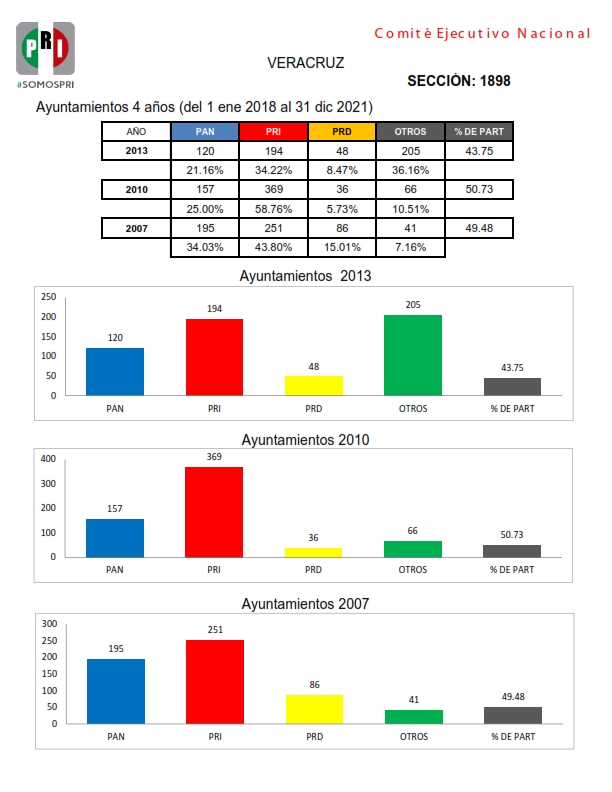 Comité Ejecutivo Nacional
PRI
#SOMOSPRI
VERACRUZ
SECCIÓN: 1898
Ayuntamientos 4 años (del 1 ene 2018 al 31 dic 2021)
AÑO PAN PRI PRD OTROS % DE PART
2013 120 194 48 205 43.75
21.16% 34.22% 8.47% 36.16%
2010 157 369 36 66 50.73
25.00% 58.76% 5.73% 10.51%
2007 195 251 86 41 49.48
34.03% 43.80% 15.01% 7.16%
Ayuntamientos 2013
250
200
150
100
50
0
120 194 48 205 43.75
PAN PRI PRD OTROS % DE PART
Ayuntamientos 2010
400
300
200
100
0
157 369 36 66 50.73
PAN PRI PRD OTROS % DE PART
Ayuntamientos 2007
300
250
200
150
100
50
0
195 251 86 41 49.48
PAN PRI PRD OTROS % DE PART